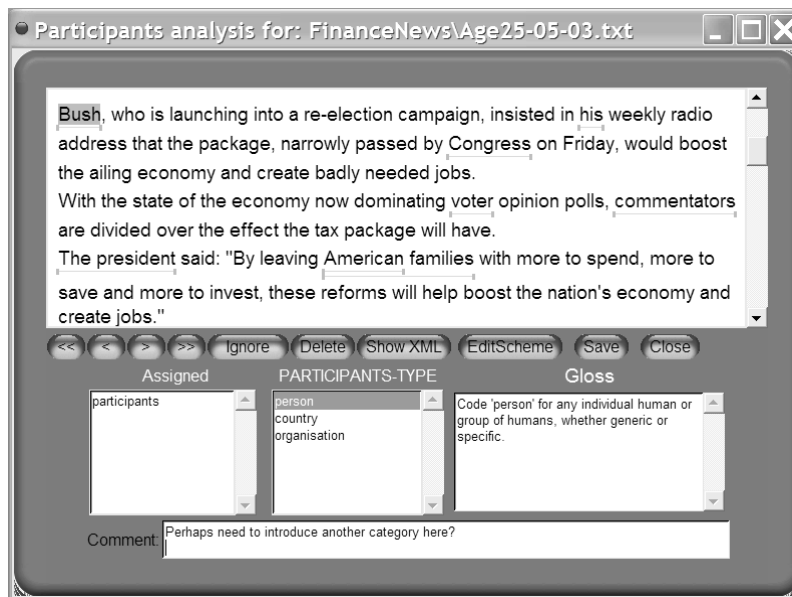 Participants analysis for: FinanceNews\Age25-05-03.txt
Bush, who is launching into a re-election campaign, insisted in his weekly radio
address that the package, narrowly passed by Congress on Friday, would boost
the ailing economy and create badly needed jobs.
With the state of the economy now dominating voter opinion polls, commentators
are divided over the effect the tax package will have.
The president said: "By leaving American families with more to spend, more to
save and more to invest, these reforms will help boost the nation's economy and
create jobs."
<< < > >> Ignore Delete Show XML EditScheme Save Close
Assigned PARTICIPANTS-TYPE Gloss
participants person Code 'person' for any individual human or
country group of humans, whether generic or
organisation specific.
Comment: Perhaps need to introduce another category here?